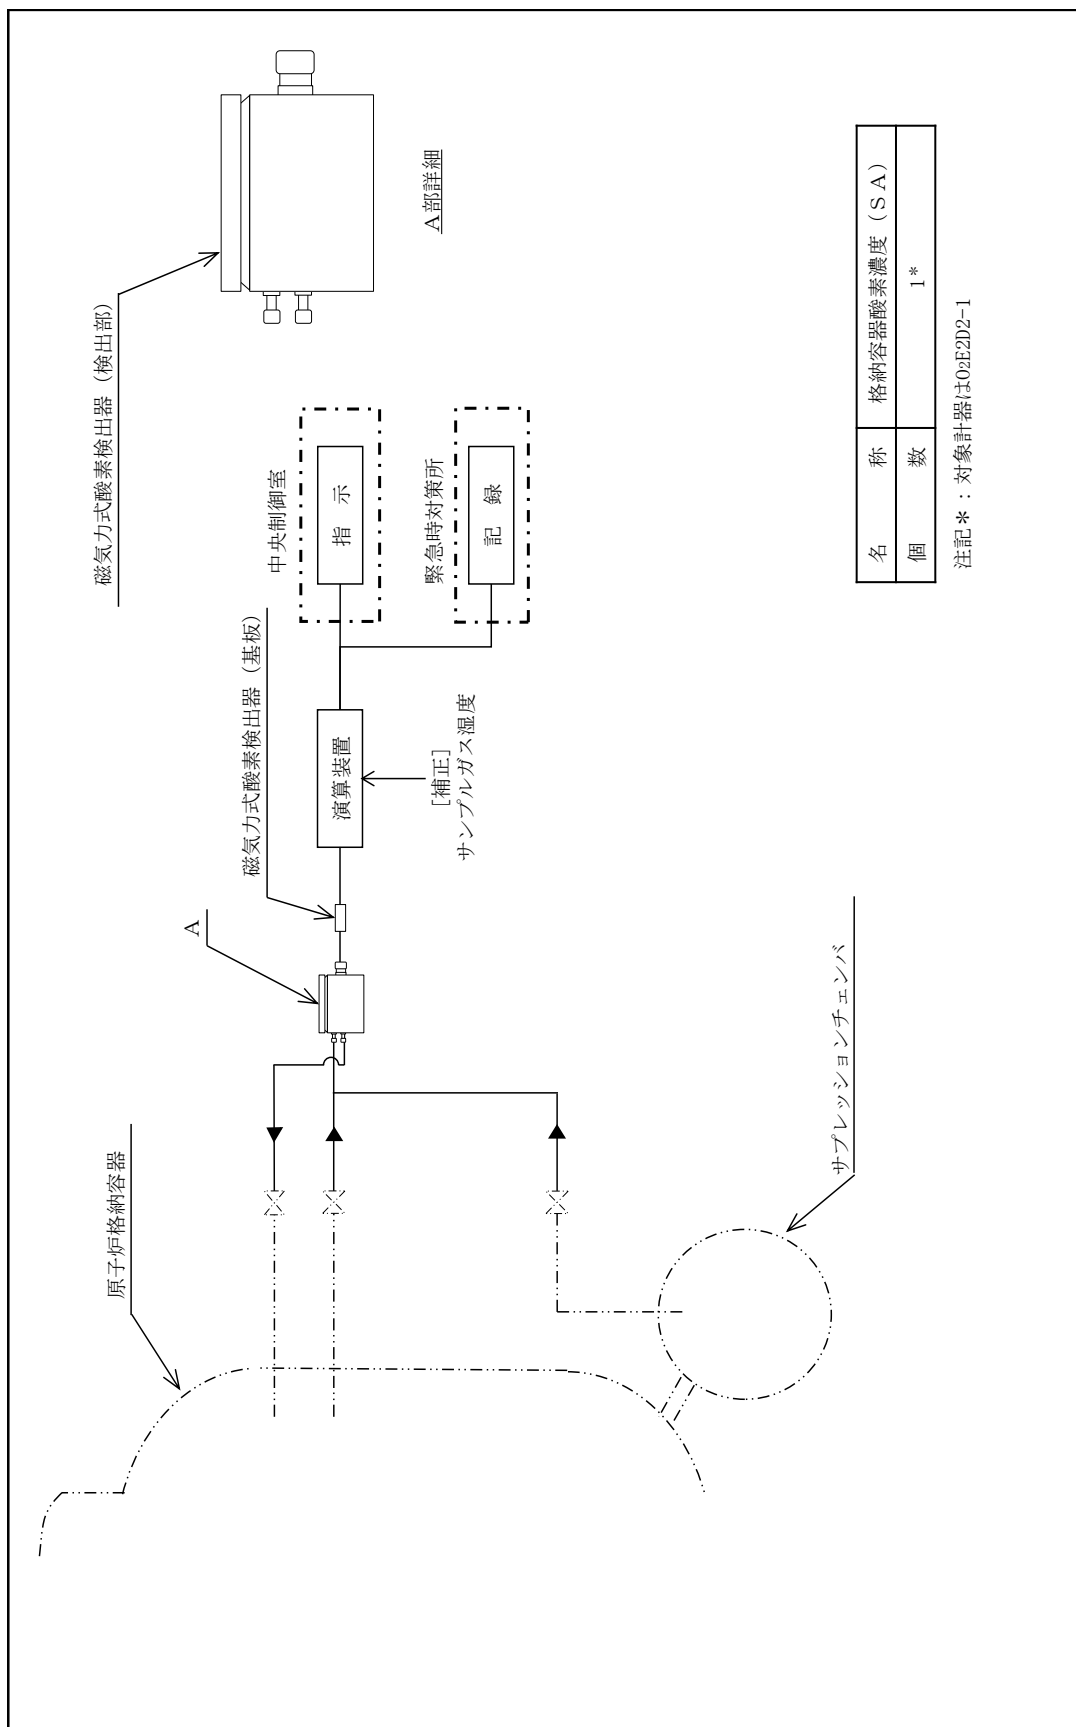 磁気力式酸素検出器（検出部）
A部詳細
中央制御室
指 示
緊急時対策所
記 録
磁気力式酸素検出器（基板）
演算装置
[補正]
サンプルガス湿度
A
原子炉格納容器
サプレッションチェンバ
名 称 格納容器酸素濃度（ＳＡ）
個 数 1*
注記＊：対象計器はO2E2D2-1